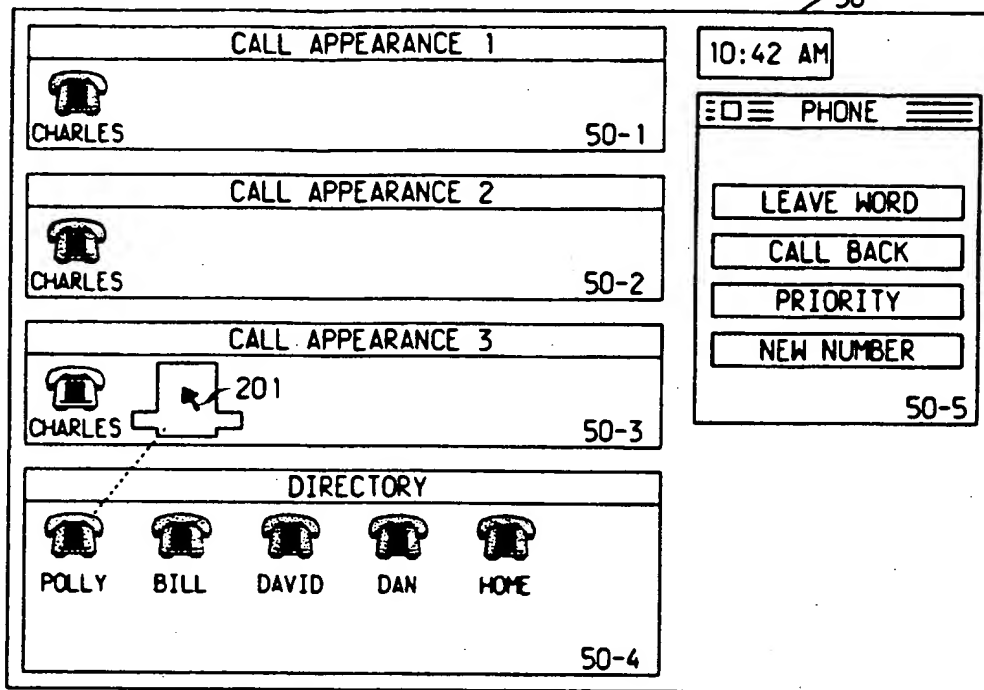 50
CALL APPEARANCE 1
CHARLES
50-1
CALL APPEARANCE 2
CHARLES
50-2
CALL APPEARANCE 3
201
CHARLES
50-3
DIRECTORY
POLLY BILL DAVID DAN HOME
50-4
10:42 AM
PHONE
LEAVE WORD
CALL BACK
PRIORITY
NEW NUMBER
50-5